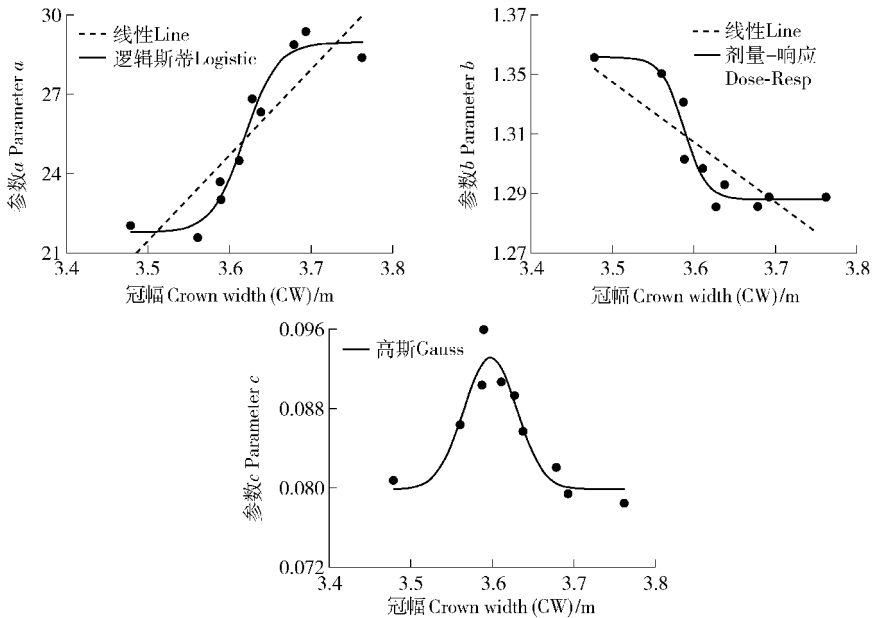 30
27
24
21
参数a Parameter a
线性Line
逻辑斯蒂Logistic
3.4 3.5 3.6 3.7 3.8
冠幅 Crown width (CW)/m
1.37
1.35
1.31
1.29
1.27
参数b Parameter b
线性Line
剂量-响应
Dose-Resp
3.4 3.5 3.6 3.7 3.8
冠幅 Crown width (CW)/m
0.096
0.088
0.080
0.072
参数c Parameter c
高斯Gauss
3.4 3.5 3.6 3.7 3.8
冠幅 Crown width (CW)/m